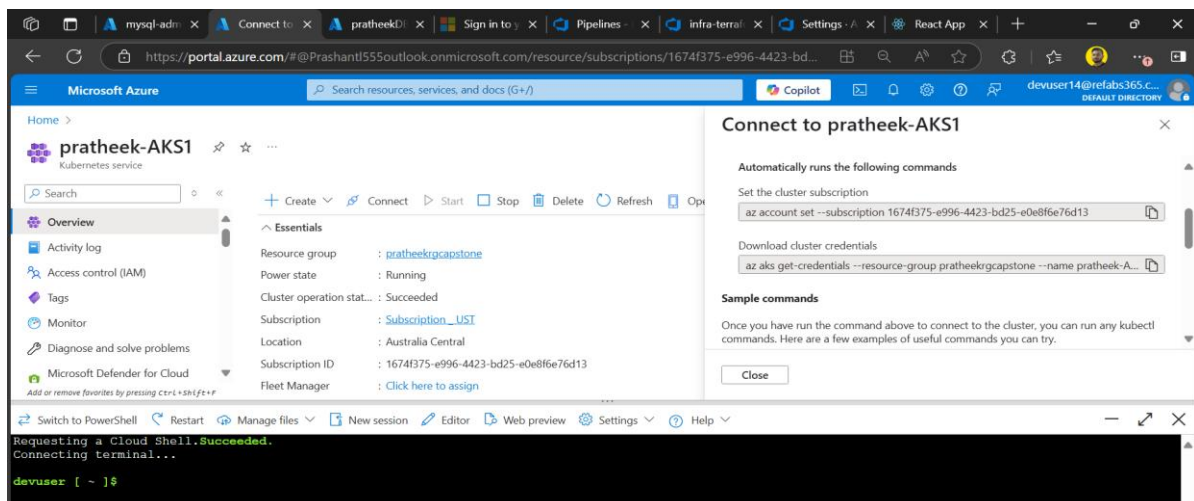 mysql-adm
Connect to
pratheekD
Sign in to y
Pipelines -
infra-terraf
Settings - A
React App
https://portal.azure.com/#@Prashantl555outlook.onmicrosoft.com/resource/subscriptions/1674f375-e996-4423-bd...
Microsoft Azure
Search resources, services, and docs (G+/)
Copilot
devuser14@refabs365.c...
DEFAULT DIRECTORY
Home >
pratheek-AKS1
Kubernetes service
Search
Overview
Activity log
Access control (IAM)
Tags
Monitor
Diagnose and solve problems
Microsoft Defender for Cloud
Add or remove favorites by pressing Ctrl+Shift+F
Create Connect Start Stop Delete Refresh Ope
Essentials
Resource group : pratheekrgcapstone
Power state : Running
Cluster operation stat... : Succeeded
Subscription : Subscription _ UST
Location : Australia Central
Subscription ID : 1674f375-e996-4423-bd25-e0e8f6e76d13
Fleet Manager : Click here to assign
Connect to pratheek-AKS1
Automatically runs the following commands
Set the cluster subscription
az account set --subscription 1674f375-e996-4423-bd25-e0e8f6e76d13
Download cluster credentials
az aks get-credentials --resource-group pratheekrgcapstone --name pratheek-A...
Sample commands
Once you have run the command above to connect to the cluster, you can run any kubectl
commands. Here are a few examples of useful commands you can try.
Close
Switch to PowerShell Restart Manage files New session Editor Web preview Settings Help
Requesting a Cloud Shell.Succeeded.
Connecting terminal...
devuser [ ~ ]$